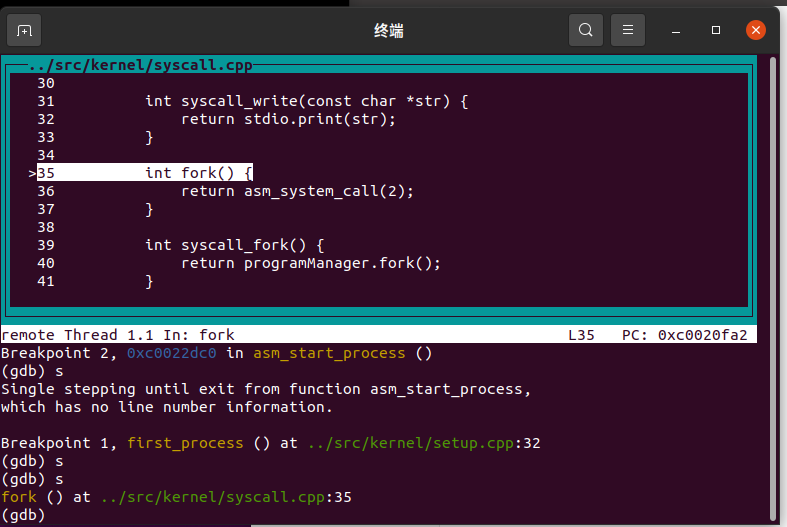 终端
../src/kernel/syscall.cpp
30
31          int syscall_write(const char *str) {
32              return stdio.print(str);
33          }
34
>35          int fork() {
36              return asm_system_call(2);
37          }
38
39          int syscall_fork() {
40              return programManager.fork();
41          }
remote Thread 1.1 In: fork                                     L35   PC: 0xc0020fa2
Breakpoint 2, 0xc0022dc0 in asm_start_process ()
(gdb) s
Single stepping until exit from function asm_start_process,
which has no line number information.

Breakpoint 1, first_process () at ../src/kernel/setup.cpp:32
(gdb) s
(gdb) s
fork () at ../src/kernel/syscall.cpp:35
(gdb)